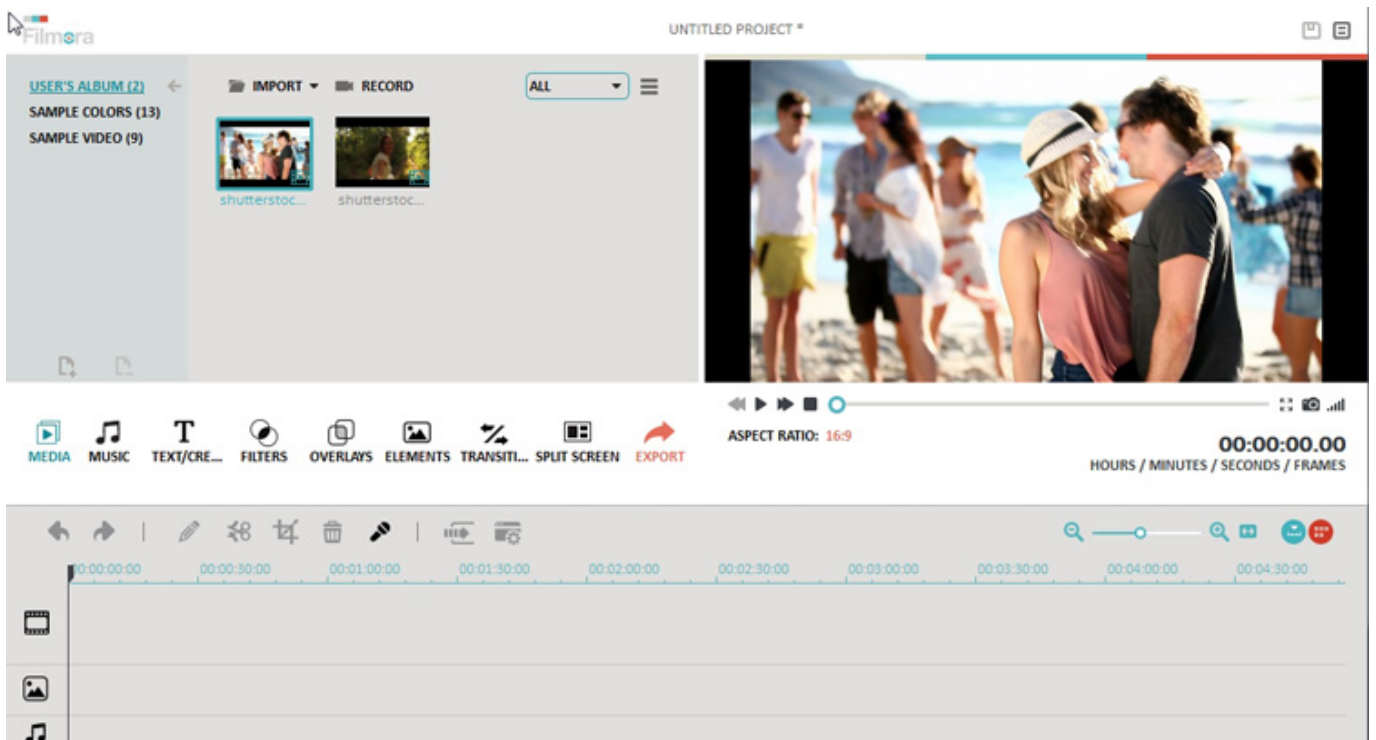 Filmora
UNTITLED PROJECT *
USER'S ALBUM (2)
SAMPLE COLORS (13)
SAMPLE VIDEO (9)
IMPORT
RECORD
ALL
shutterstoc...
shutterstoc...
MEDIA
MUSIC
TEXT/CRE...
FILTERS
OVERLAYS
ELEMENTS
TRANSITI...
SPLIT SCREEN
EXPORT
ASPECT RATIO: 16:9
00:00:00.00
HOURS / MINUTES / SECONDS / FRAMES
00:00:00:00
00:00:30:00
00:01:00:00
00:01:30:00
00:02:00:00
00:02:30:00
00:03:00:00
00:03:30:00
00:04:00:00
00:04:30:00